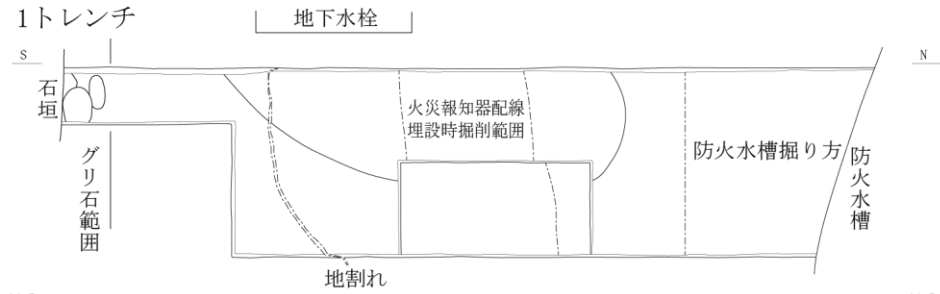 1トレンチ
地下水栓
S
N
石垣
火災報知器配線
埋設時掘削範囲
防火水槽掘り方
防火水槽
グリ石範囲
地割れ